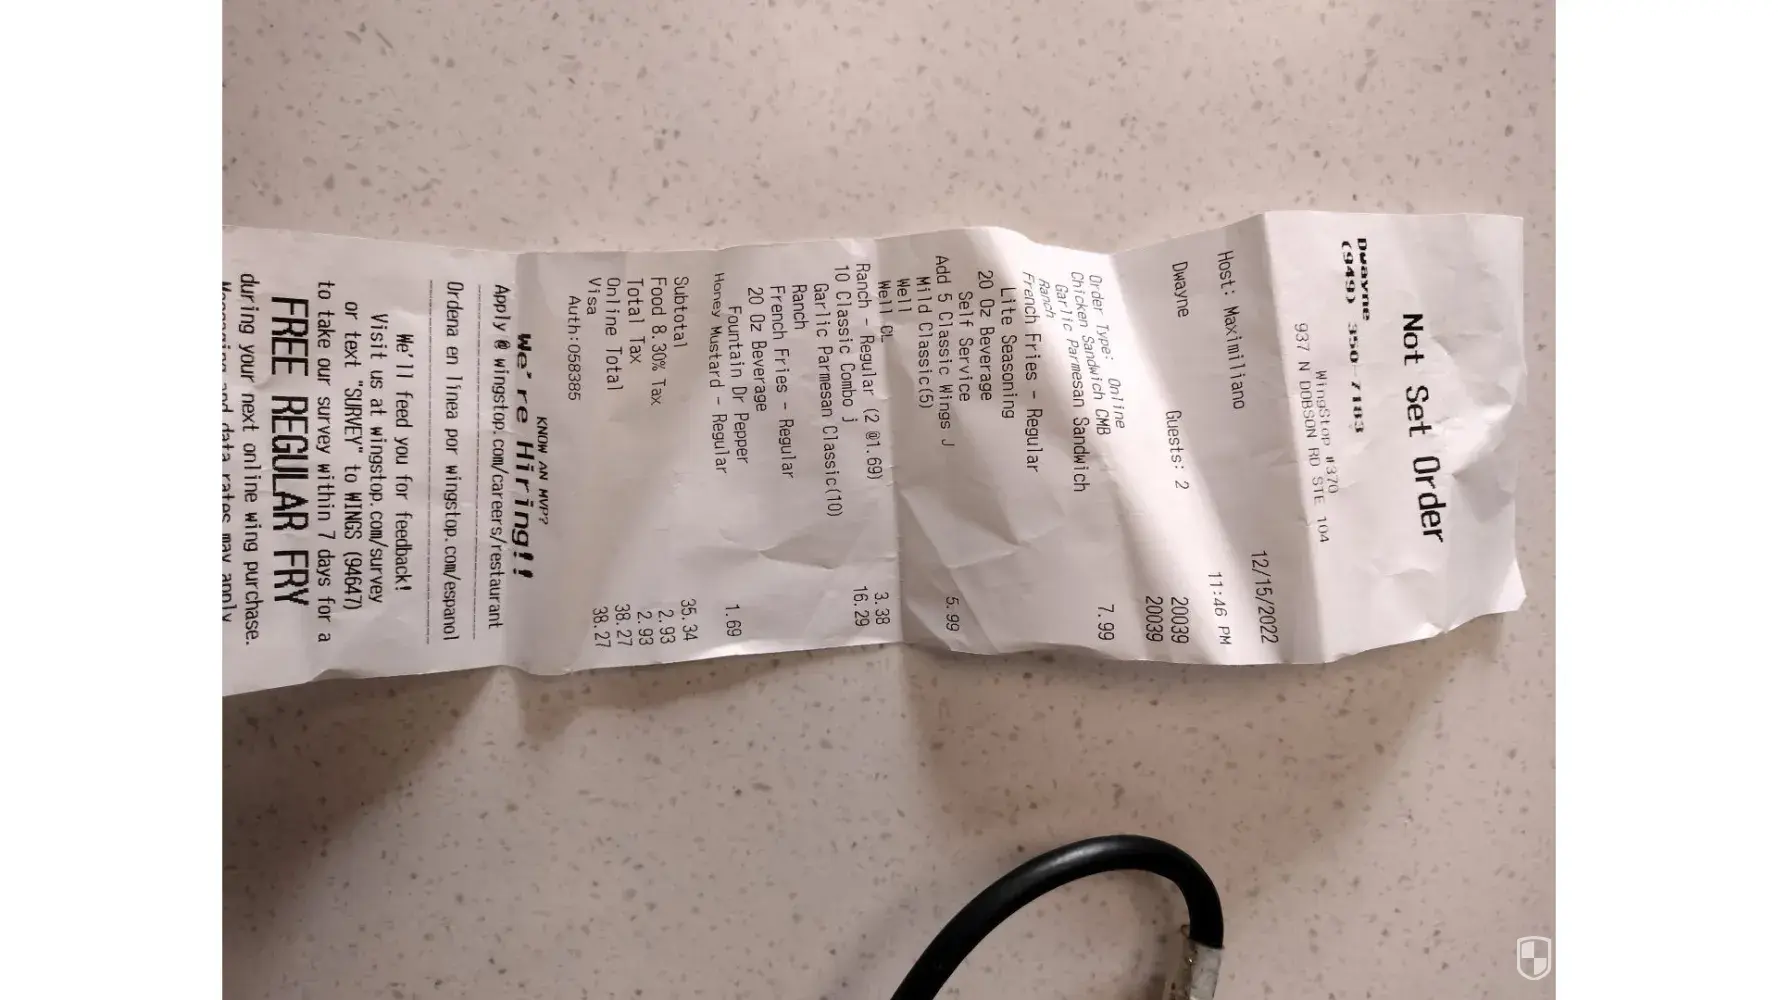 Not Set Order
Dwayne
(949) 350-7183
WingStop #370
937 N DOBSON RD STE 104
12/15/2022
Host: Maximiliano 11:46 PM
Dwayne Guests: 2 20039
20039
Order Type: Online
Chicken Sandwich CMB 7.99
Garlic Parmesan Sandwich
Ranch
French Fries - Regular
Lite Seasoning
20 Oz Beverage
Self Service
Add 5 Classic Wings J 5.99
Mild Classic(5)
Well
Well CL
Ranch - Regular (2 @1.69) 3.38
10 Classic Combo j 16.29
Garlic Parmesan Classic(10)
Ranch
French Fries - Regular
20 Oz Beverage
Fountain Dr Pepper
Honey Mustard - Regular 1.69
Subtotal 35.34
Food 8.30% Tax 2.93
Total Tax 2.93
Online Total 38.27
Visa 38.27
Auth:058385
KNOW AN MVP?
We're Hiring!!
Apply @ wingstop.com/careers/restaurant
Ordena en línea por wingstop.com/espanol
We'll feed you for feedback!
Visit us at wingstop.com/survey
or text "SURVEY" to WINGS (94647)
to take our survey within 7 days for a
FREE REGULAR FRY
during your next online wing purchase.
Messaging and data rates may apply